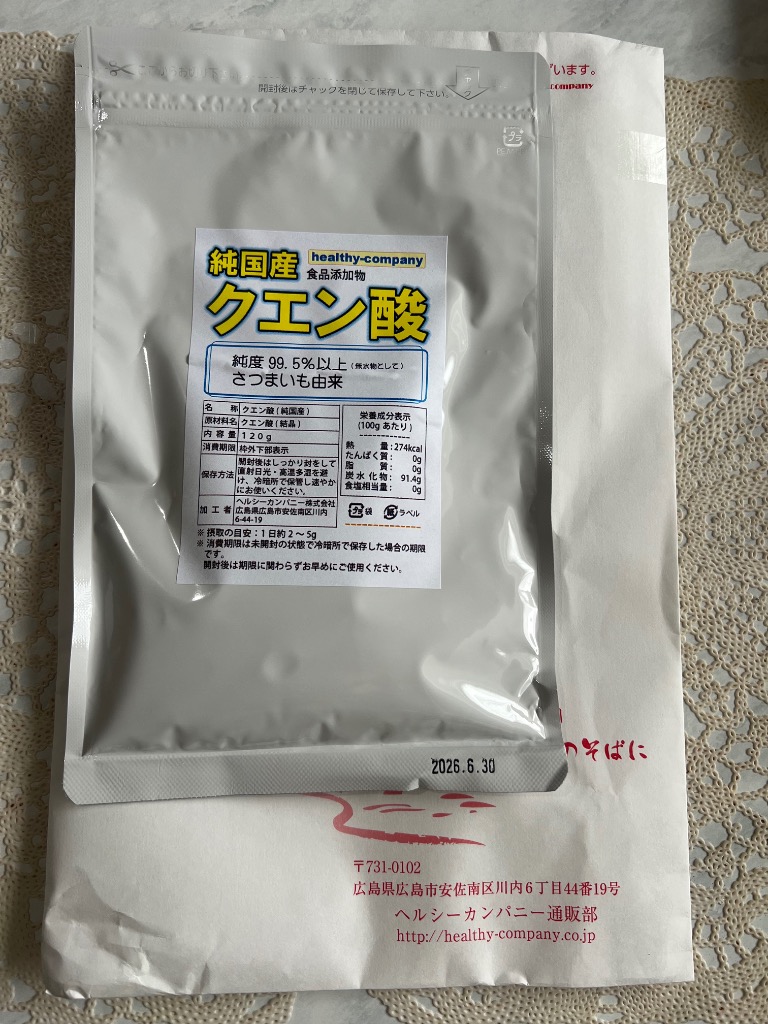 開封後はチャックを閉じて保存して下さい。
プラ
います。
company
純国産
healthy-company
食品添加物
クエン酸
純度 99.5%以上 (無水物として)
さつまいも由来
名 称 クエン酸(純国産)
原材料名 クエン酸(結晶)
内容量 120g
消費期限 枠外下部表示
保存方法 開封後はしっかり封をして
直射日光・高温多湿を避
け、冷暗所で保管し速やか
にお使いください。
加工者 ヘルシーカンパニー株式会社
広島県広島市安佐南区川内
6-44-19
栄養成分表示
(100gあたり)
熱 量:274kcal
たんぱく質: 0g
脂 質: 0g
炭水化物: 91.4g
食塩相当量: 0g
プラ 袋
ラベル
※ 摂取の目安:1日約2~5g
※ 消費期限は未開封の状態で冷暗所で保存した場合の期限
です。
開封後は期限に関わらずお早めにご使用ください。
2026.6.30
のそばに
〒731-0102
広島県広島市安佐南区川内6丁目44番19号
ヘルシーカンパニー通販部
http://healthy-company.co.jp